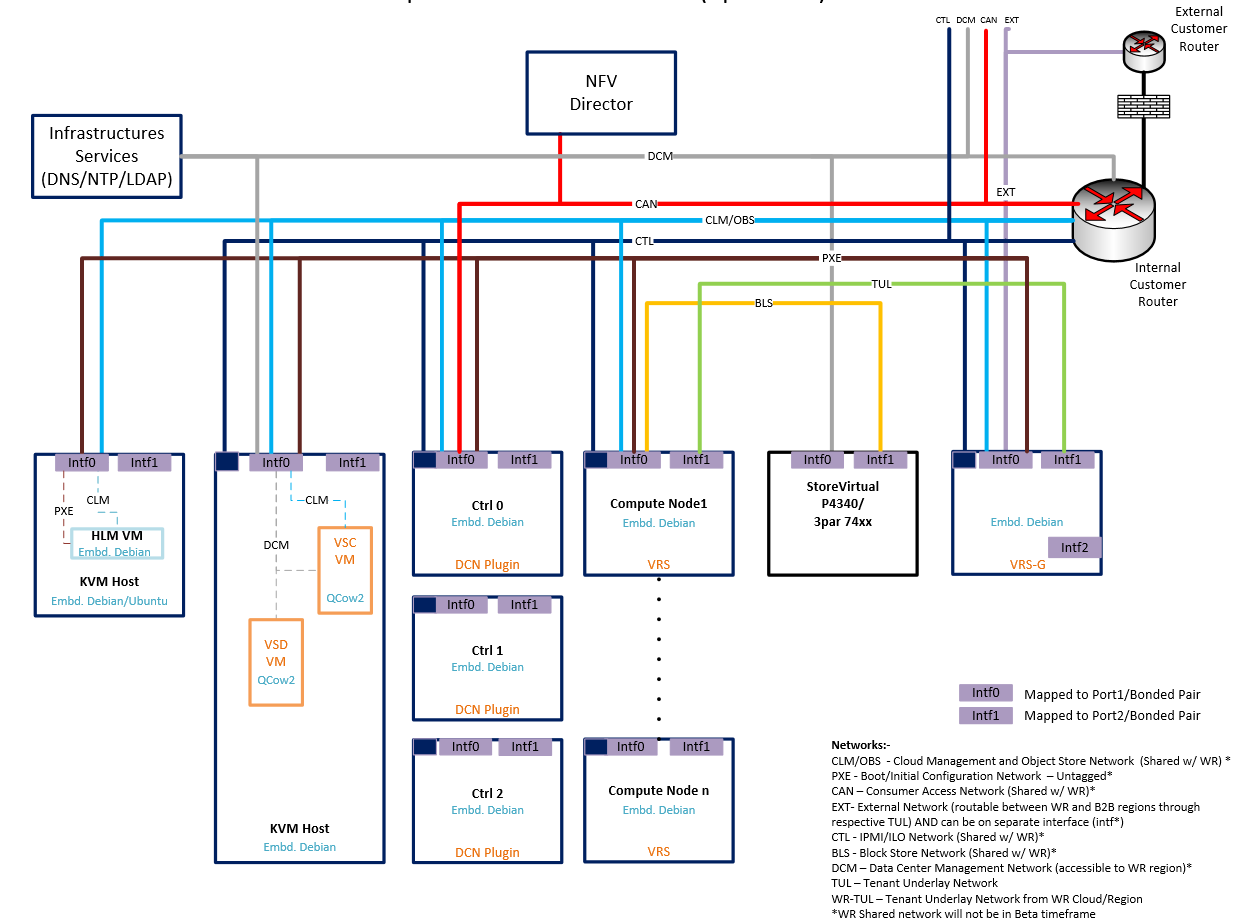 CTL DCM CAN EXT
External
Customer
Router
NFV
Director
Infrastructures
Services
(DNS/NTP/LDAP)
DCM
EXT
CAN
CLM/OBS
CTL
PXE
Internal
Customer
Router
TUL
BLS
Intf0 Intf1
CLM
PXE
HLM VM
Embd. Debian
KVM Host
Embd. Debian/Ubuntu
Intf0 Intf1
CLM
DCM
VSC
VM
QCow2
VSD
VM
QCow2
KVM Host
Embd. Debian
Intf0 Intf1
Ctrl 0
Embd. Debian
DCN Plugin
Intf0 Intf1
Ctrl 1
Embd. Debian
DCN Plugin
Intf0 Intf1
Ctrl 2
Embd. Debian
DCN Plugin
Intf0 Intf1
Compute Node1
Embd. Debian
VRS
Intf0 Intf1
Compute Node n
Embd. Debian
VRS
Intf0 Intf1
StoreVirtual
P4340/
3par 74xx
Intf0 Intf1
Embd. Debian
Intf2
VRS-G
Intf0 Mapped to Port1/Bonded Pair
Intf1 Mapped to Port2/Bonded Pair
Networks:-
CLM/OBS - Cloud Management and Object Store Network (Shared w/ WR) *
PXE - Boot/Initial Configuration Network – Untagged*
CAN – Consumer Access Network (Shared w/ WR)*
EXT- External Network (routable between WR and B2B regions through
respective TUL) AND can be on separate interface (intf*)
CTL - IPMI/ILO Network (Shared w/ WR)*
BLS - Block Store Network (Shared w/ WR)*
DCM – Data Center Management Network (accessible to WR region)*
TUL – Tenant Underlay Network
WR-TUL – Tenant Underlay Network from WR Cloud/Region
*WR Shared network will not be in Beta timeframe